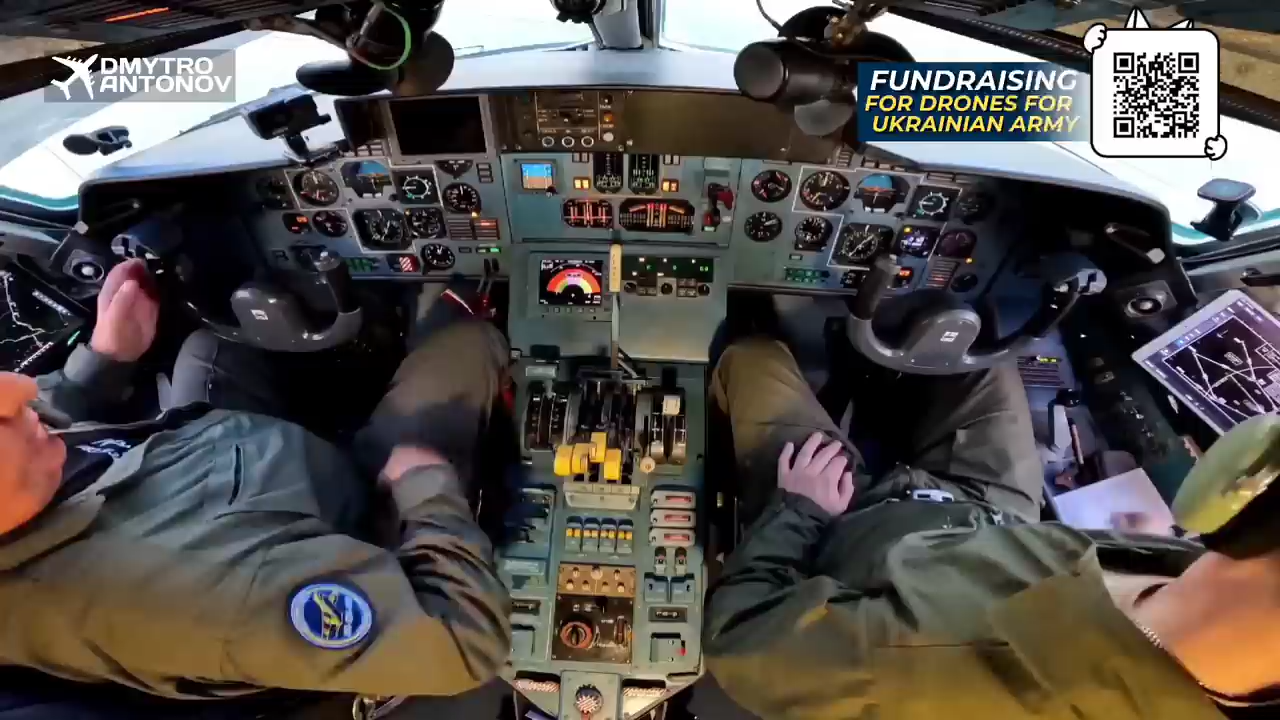 DMYTRO
ANTONOV
FUNDRAISING
FOR DRONES FOR
UKRAINIAN ARMY